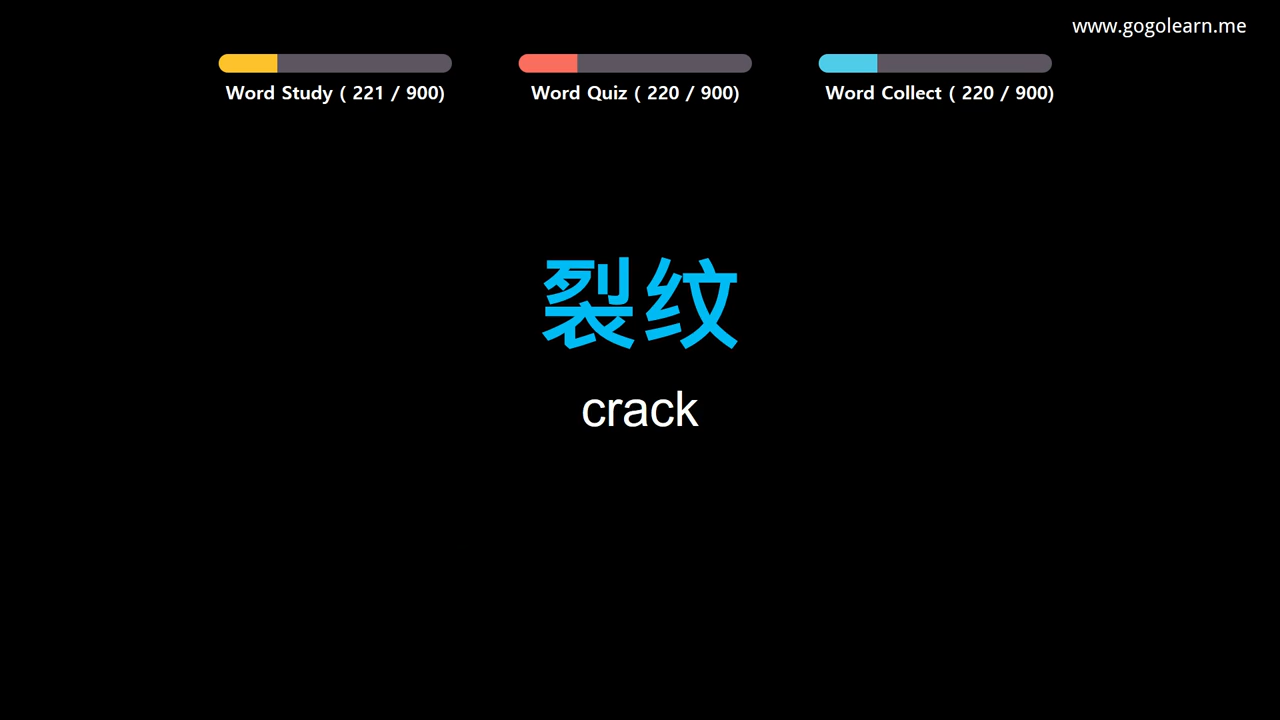 www.gogolearn.me
Word Study ( 221 / 900)
Word Quiz ( 220 / 900)
Word Collect ( 220 / 900)
裂纹
crack